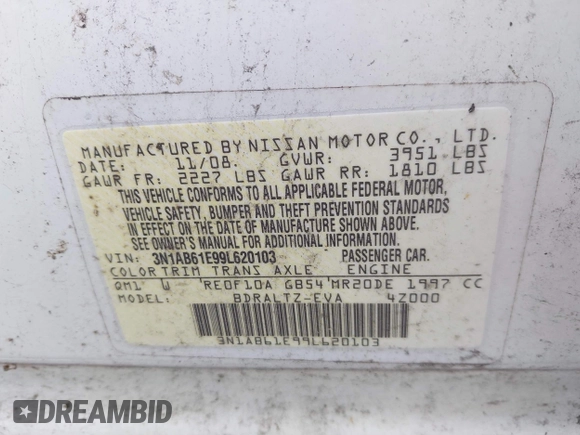 MANUFACTURED BY NISSAN MOTOR CO., LTD.
DATE: 11/08. GVWR: 3951 LBS
GAWR FR: 2227 LBS GAWR RR: 1810 LBS
THIS VEHICLE CONFORMS TO ALL APPLICABLE FEDERAL MOTOR,
VEHICLE SAFETY, BUMPER AND THEFT PREVENTION STANDARDS
IN EFFECT ON THE DATE OF MANUFACTURE SHOWN ABOVE.
SEE OWNER'S MANUAL FOR ADDITIONAL INFORMATION.
VIN: 3N1AB61E99L620103 PASSENGER CAR.
COLOR TRIM TRANS AXLE ENGINE
QM1 W RE0F10A GB54 MR20DE 1997 CC
MODEL: BDRALTZ-EVA 4Z000
3N1AB61E99L620103
DREAMBID